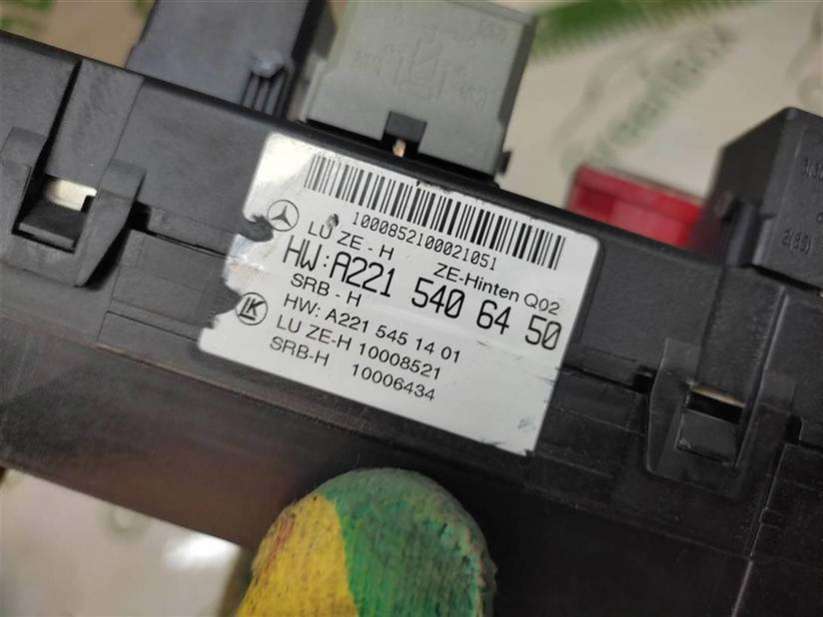 1000852100021051
LU ZE - H ZE-Hinten Q02
HW:A221 540 64 50
SRB - H
HW: A221 545 14 01
LU ZE-H 10008521
SRB-H 10006434
LK